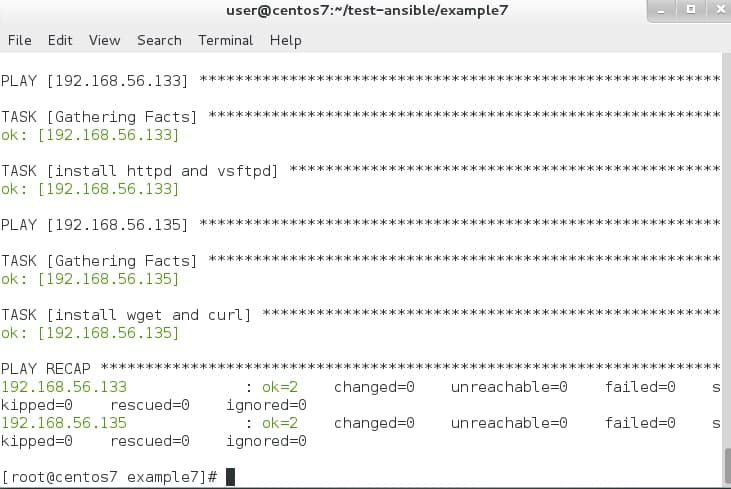 user@centos7:~/test-ansible/example7
File Edit View Search Terminal Help
PLAY [192.168.56.133] **********************************************************
TASK [Gathering Facts] *********************************************************
ok: [192.168.56.133]
TASK [install httpd and vsftpd] ************************************************
ok: [192.168.56.133]
PLAY [192.168.56.135] **********************************************************
TASK [Gathering Facts] *********************************************************
ok: [192.168.56.135]
TASK [install wget and curl] ***************************************************
ok: [192.168.56.135]
PLAY RECAP *********************************************************************
192.168.56.133             : ok=2    changed=0    unreachable=0    failed=0    s
kipped=0    rescued=0    ignored=0
192.168.56.135             : ok=2    changed=0    unreachable=0    failed=0    s
kipped=0    rescued=0    ignored=0
[root@centos7 example7]#